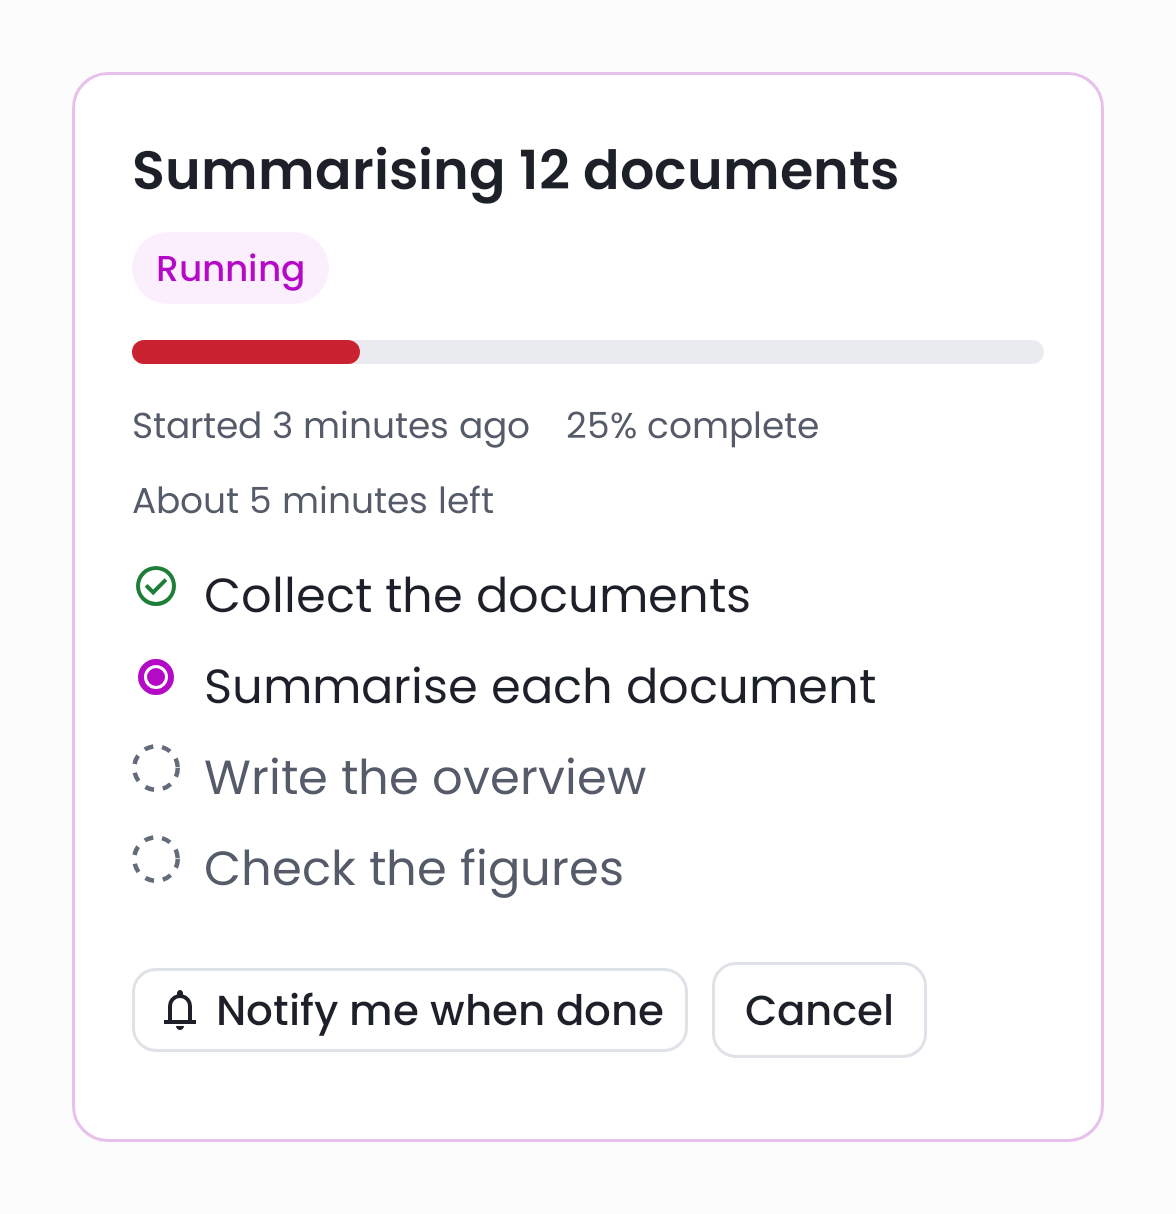 Summarising 12 documents
Running
Started 3 minutes ago 25% complete
About 5 minutes left
Collect the documents
Summarise each document
Write the overview
Check the figures
Notify me when done Cancel